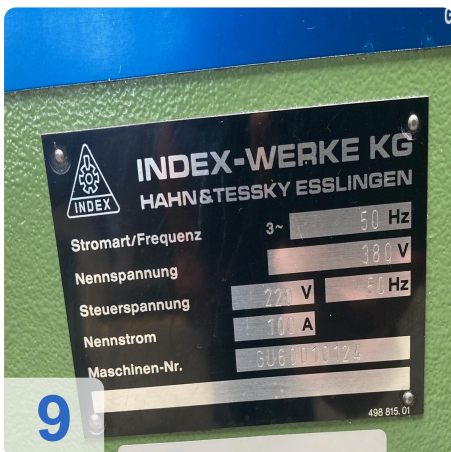 INDEX-WERKE KG
HAHN&TESSKY ESSLINGEN
INDEX
Stromart/Frequenz 3~ 50 Hz
Nennspannung 380 V
Steuerspannung 220 V 50 Hz
Nennstrom 100 A
Maschinen-Nr.
498 815.01
9